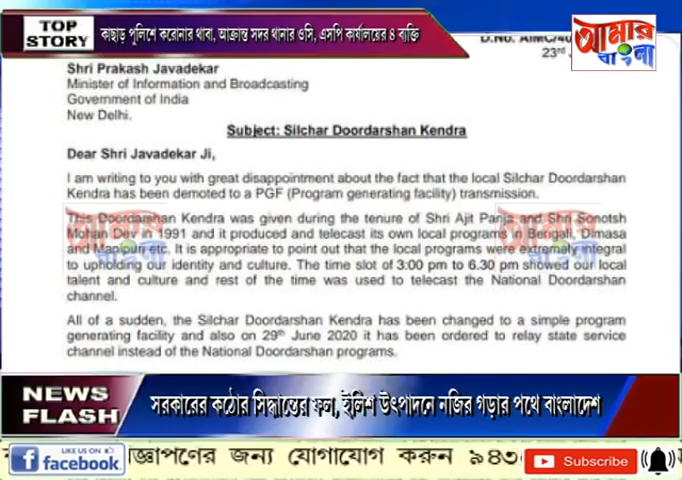 TOP
STORY
কাছাড় পুলিশে করোনার থাবা, আক্রান্ত সদর থানার ওসি, এসপি কার্যালয়ের ৪ ব্যক্তি
আমার
বাংলা
D.No. AIMC/40
23rd
Shri Prakash Javadekar
Minister of Information and Broadcasting
Government of India
New Delhi.
Subject: Silchar Doordarshan Kendra
Dear Shri Javadekar Ji,
I am writing to you with great disappointment about the fact that the local Silchar Doordarshan
Kendra has been demoted to a PGF (Program generating facility) transmission.
This Doordarshan Kendra was given during the tenure of Shri Ajit Panja and Shri Sonotsh
Mohan Dev 1991 and it produced and telecast its own local programs Bengali, Dimasa
and Manipuri etc. It is appropriate to point out that the local programs were extremely integral
to upholding our identity and culture. The time slot of 3:00 pm to 6.30 pm showed our local
talent and culture and rest of the time was used to telecast the National Doordarshan
channel.
All of a sudden, the Silchar Doordarshan Kendra has been changed to a simple program
generating facility and also on 29th June 2020 it has been ordered to relay state service
channel instead of the National Doordarshan programs.
NEWS
FLASH
সরকারের কঠোর সিদ্ধান্তের ফল, ইলিশ উৎপাদনে নজির গড়ার পথে বাংলাদেশ
LIKE US ON
facebook
বিজ্ঞাপণের জন্য যোগাযোগ করুন ৯৪৩
Subscribe